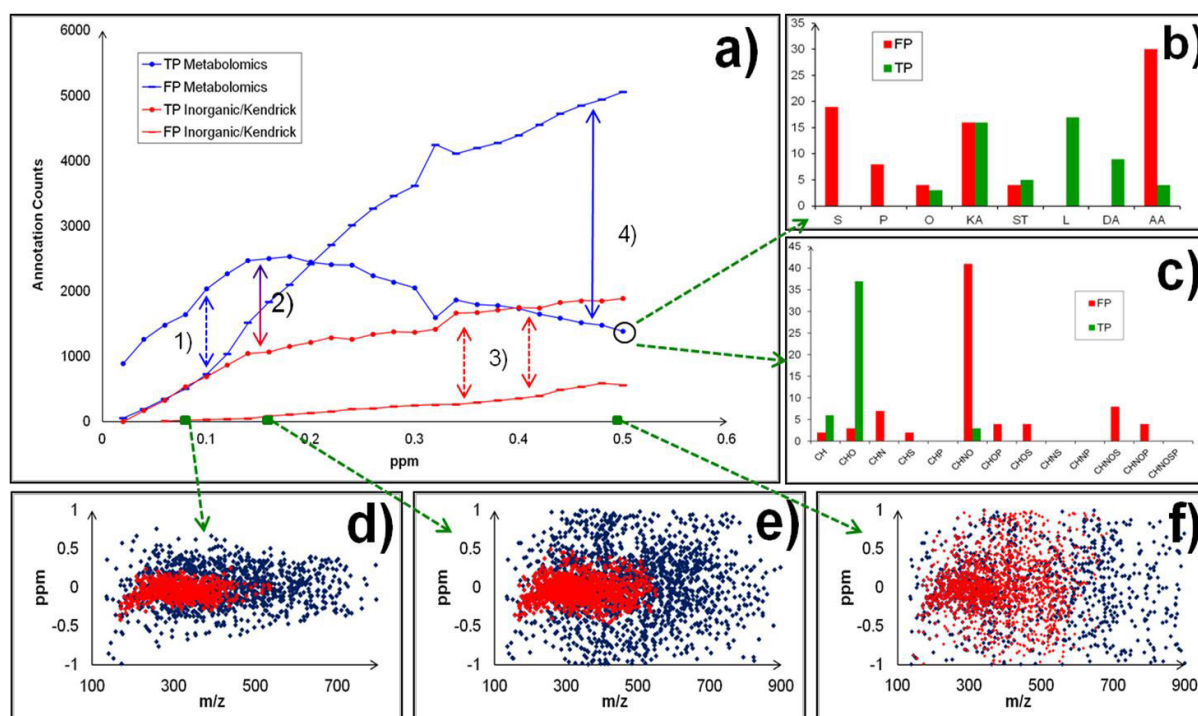 a)
6000
5000
4000
3000
2000
1000
0
Annotation Counts
TP Metabolomics
FP Metabolomics
TP Inorganic/Kendrick
FP Inorganic/Kendrick
1)
2)
3)
4)
0 0.1 0.2 0.3 0.4 0.5 0.6
ppm
b)
35
30
25
20
15
10
5
0
FP
TP
S P O KA ST L DA AA
c)
45
40
35
30
25
20
15
10
5
0
FP
TP
CH CHO CHN CHS CHP CHNO CHOP CHOS CHNS CHNP CHNOS CHNOP CHNOSP
d)
1
0.5
0
-0.5
-1
ppm
100 300 500 700
m/z
e)
1
0.5
0
-0.5
-1
ppm
100 300 500 700 900
m/z
f)
1
0.5
0
-0.5
-1
ppm
100 300 500 700 900
m/z